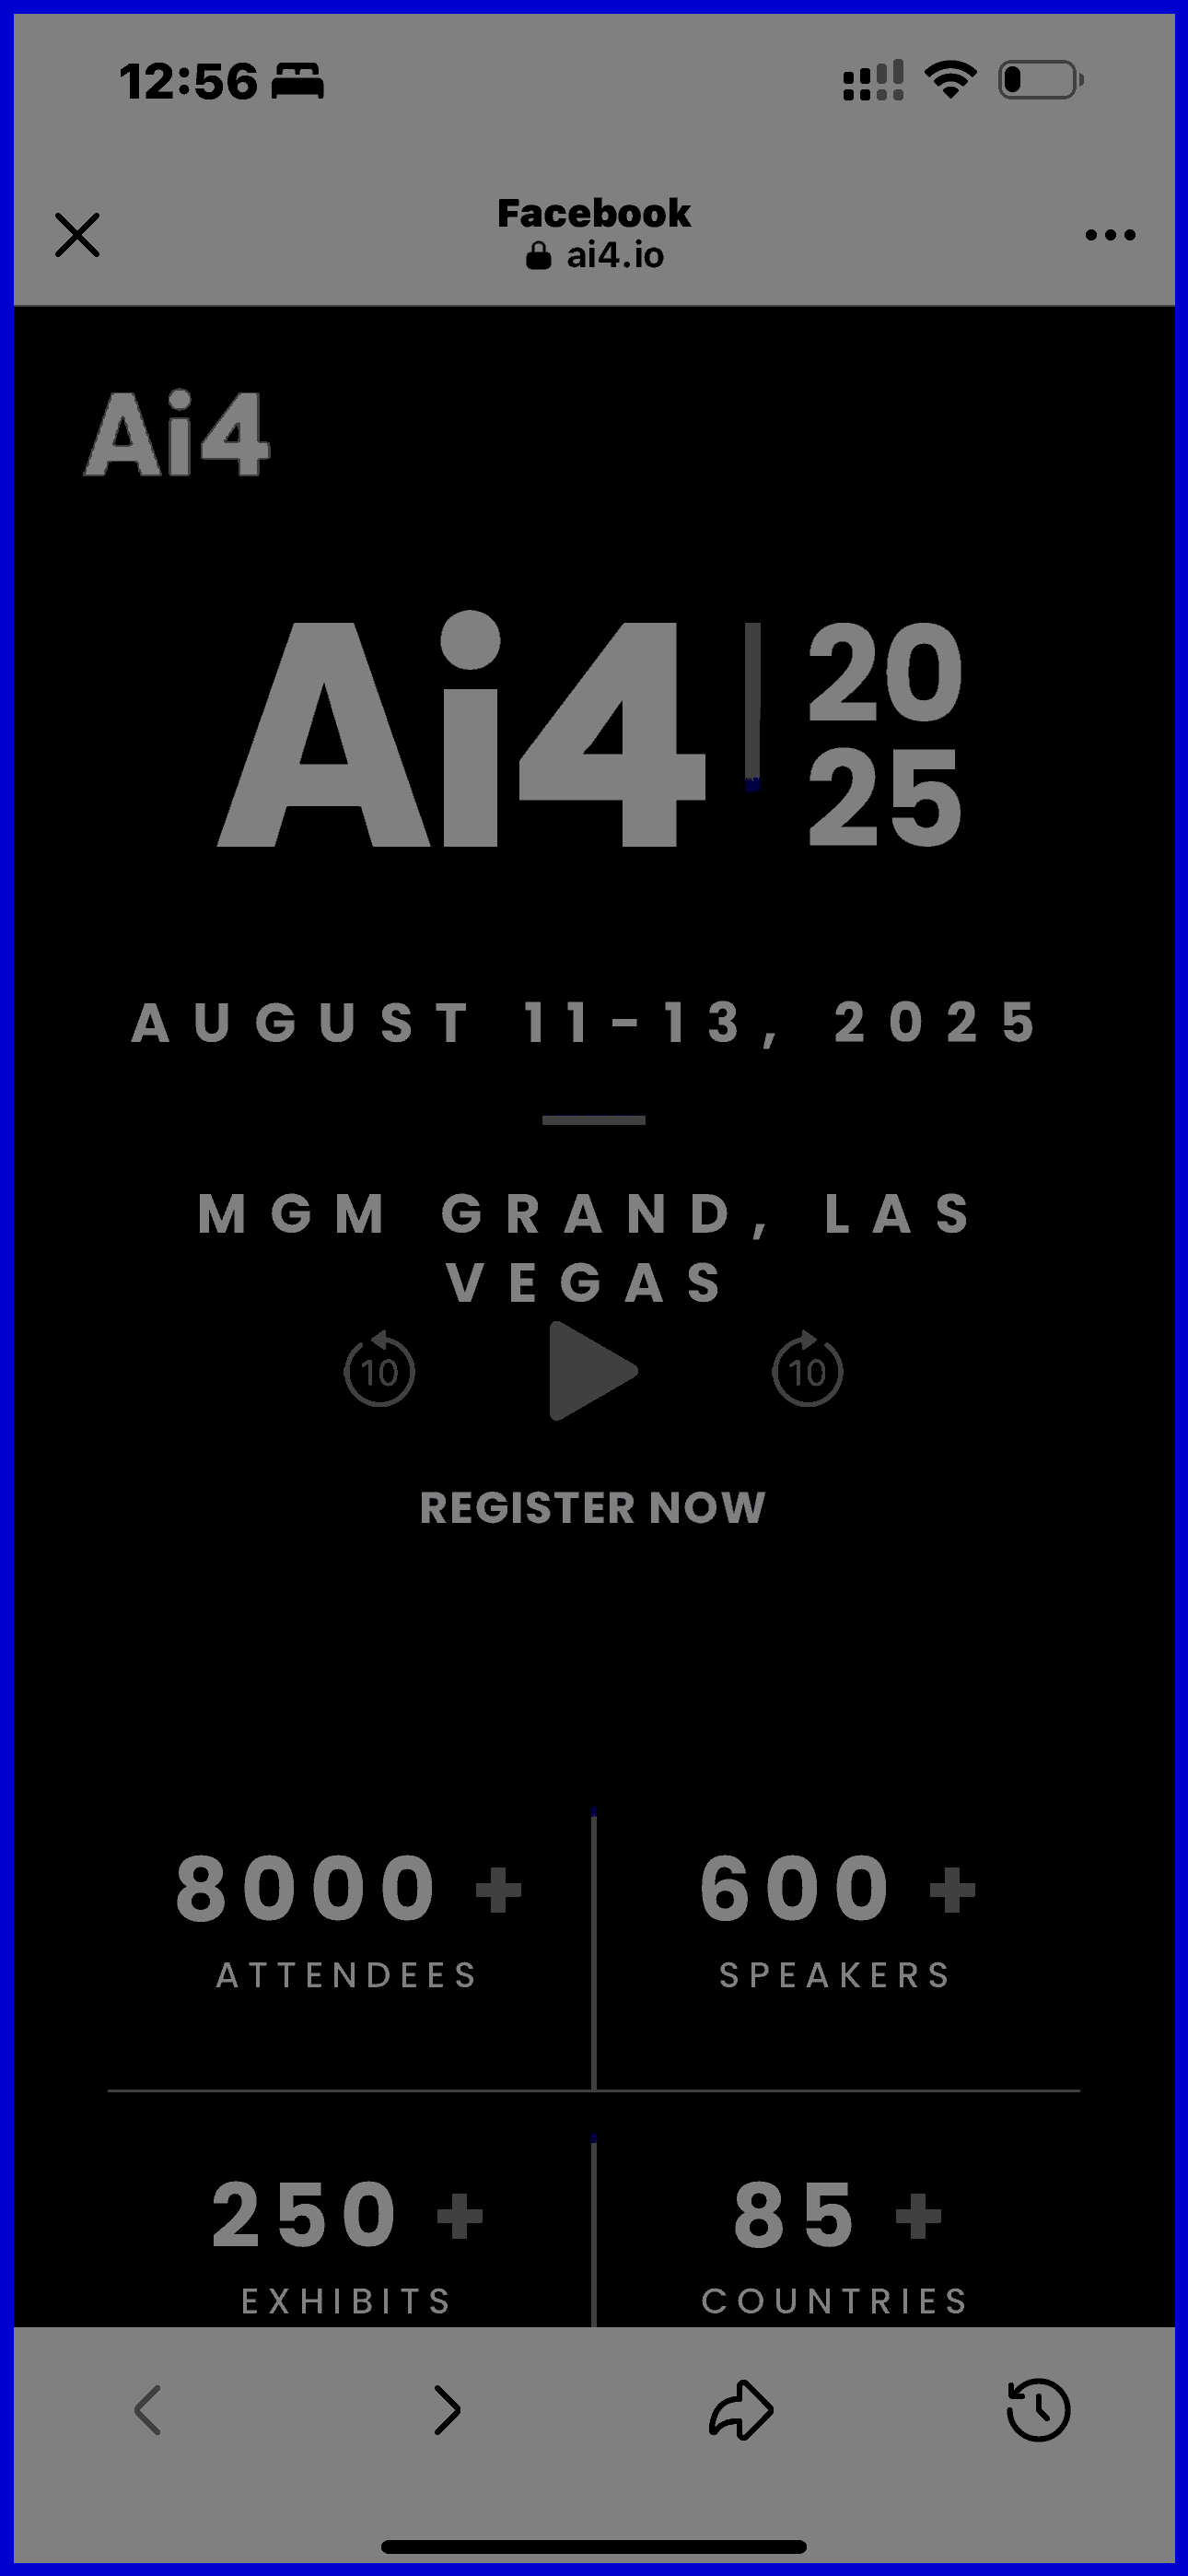 12:56
Facebook
ai4.io
Ai4
Ai4 20
25
AUGUST 11-13, 2025
MGM GRAND, LAS
VEGAS
10 10
REGISTER NOW
8000 + 600 +
ATTENDEES SPEAKERS
250 + 85 +
EXHIBITS COUNTRIES